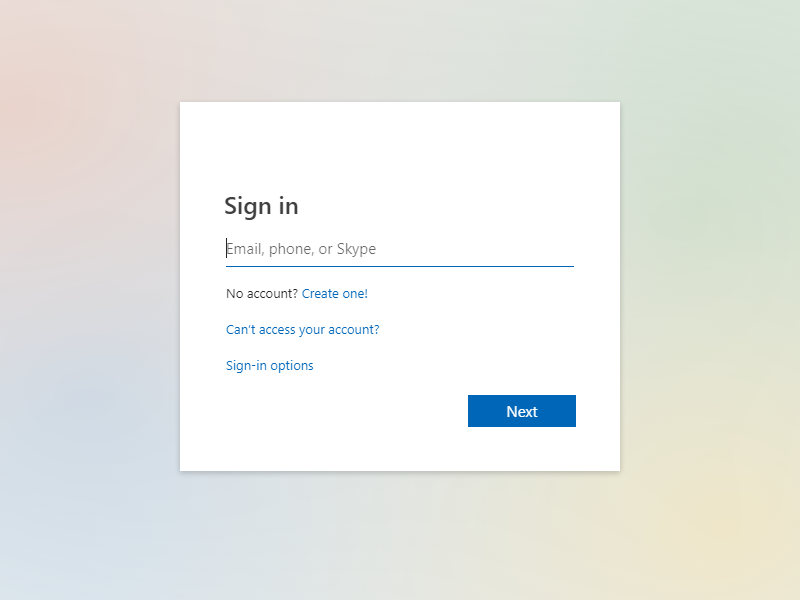 Sign in
Email, phone, or Skype
No account? Create one!
Can't access your account?
Sign-in options
Next